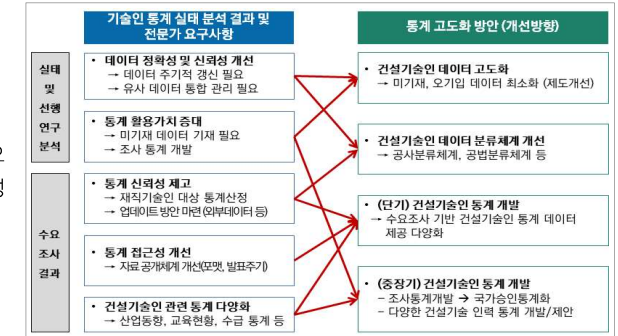 기술인 통계 실태 분석 결과 및
전문가 요구사항
통계 고도화 방안 (개선방향)
실태
및
선행
연구
분석
• 데이터 정확성 및 신뢰성 개선
→ 데이터 주기적 갱신 필요
→ 유사 데이터 통합 관리 필요
• 통계 활용가치 증대
→ 미기재 데이터 기재 필요
→ 조사 통계 개발
수요
조사
결과
• 통계 신뢰성 제고
→ 재직기술인 대상 통계산정
→ 업데이트 방안 마련(외부데이터 등)
• 통계 접근성 개선
→ 자료공개체계 개선(포맷, 발표주기)
• 건설기술인 관련 통계 다양화
→ 산업동향, 교육현황, 수급 통계 등
• 건설기술인 데이터 고도화
→ 미기재, 오기입 데이터 최소화 (제도개선)
• 건설기술인 데이터 분류체계 개선
→ 공사분류체계, 공법분류체계 등
• (단기) 건설기술인 통계 개발
→ 수요조사 기반 건설기술인 통계 데이터
제공 다양화
• (중장기) 건설기술인 통계 개발
– 조사통계개발 → 국가승인통계화
– 다양한 건설기술 인력 통계 개발/제안